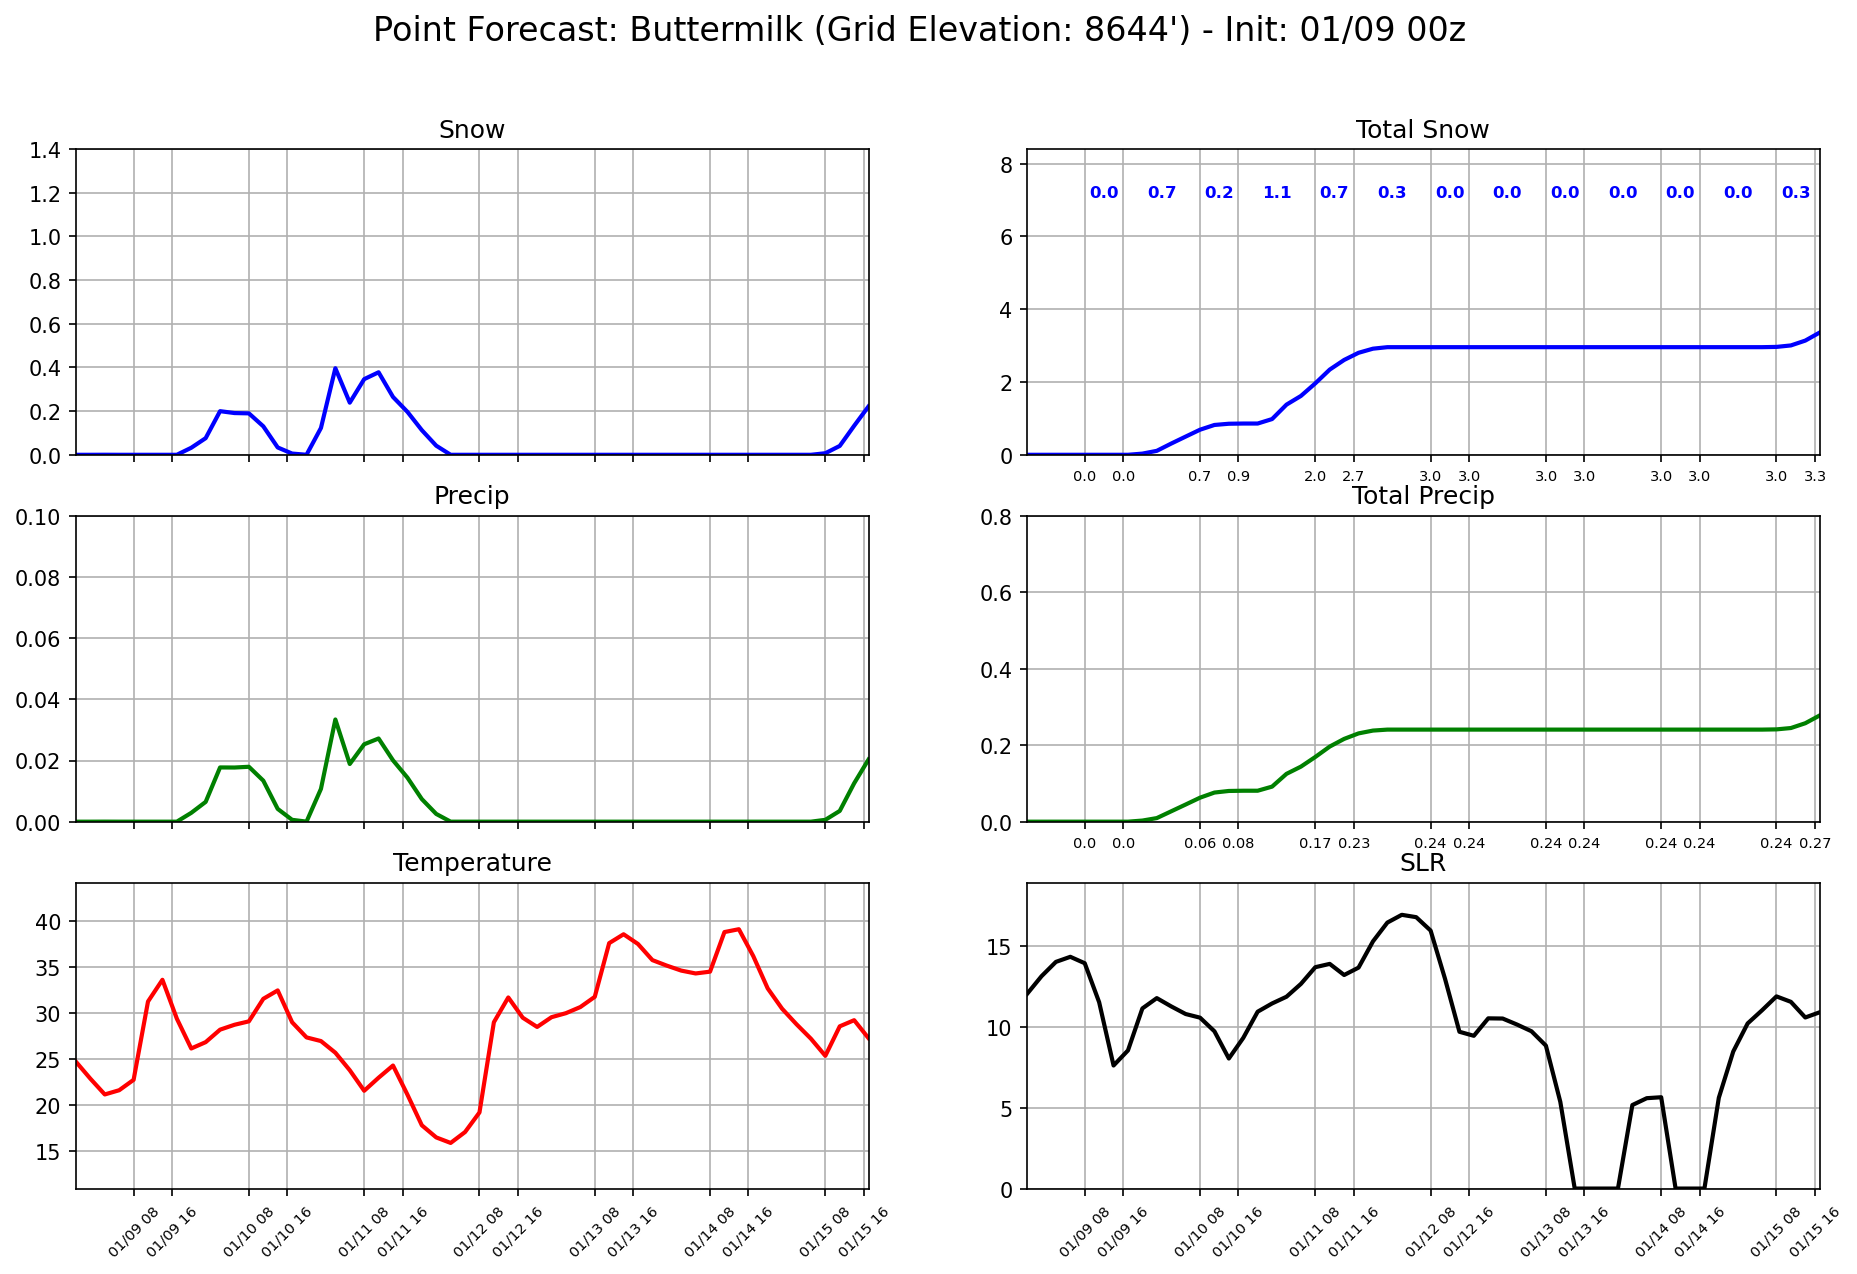 Point Forecast: Buttermilk (Grid Elevation: 8644') - Init: 01/09 00z
Snow
1.4
1.2
1.0
0.8
0.6
0.4
0.2
0.0
Total Snow
8
6
4
2
0
0.0 0.7 0.2 1.1 0.7 0.3 0.0 0.0 0.0 0.0 0.0 0.0 0.3
0.0 0.0 0.7 0.9 2.0 2.7 3.0 3.0 3.0 3.0 3.0 3.0 3.0 3.3
Precip
0.10
0.08
0.06
0.04
0.02
0.00
Total Precip
0.8
0.6
0.4
0.2
0.0
0.0 0.0 0.06 0.08 0.17 0.23 0.24 0.24 0.24 0.24 0.24 0.24 0.24 0.27
Temperature
40
35
30
25
20
15
01/09 08 01/09 16 01/10 08 01/10 16 01/11 08 01/11 16 01/12 08 01/12 16 01/13 08 01/13 16 01/14 08 01/14 16 01/15 08 01/15 16
SLR
15
10
5
0
01/09 08 01/09 16 01/10 08 01/10 16 01/11 08 01/11 16 01/12 08 01/12 16 01/13 08 01/13 16 01/14 08 01/14 16 01/15 08 01/15 16